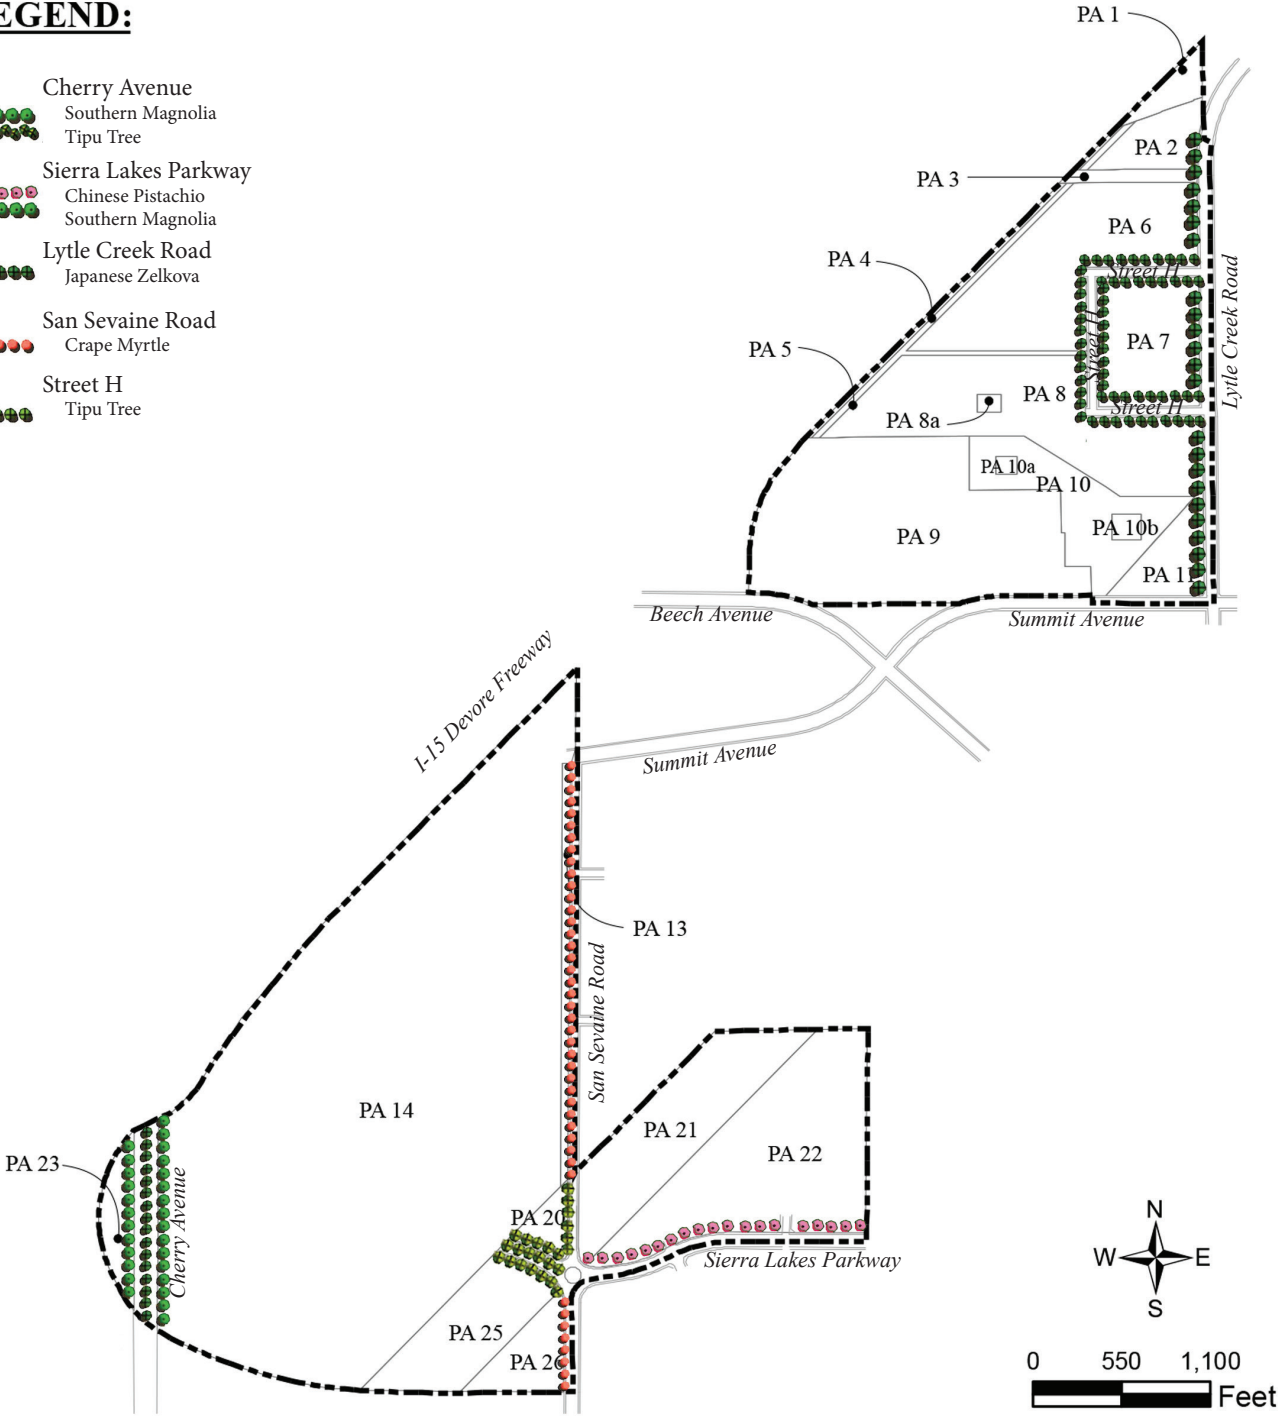 EGEND:
Cherry Avenue
Southern Magnolia
Tipu Tree
Sierra Lakes Parkway
Chinese Pistachio
Southern Magnolia
Lytle Creek Road
Japanese Zelkova
San Sevaine Road
Crape Myrtle
Street H
Tipu Tree
PA 1
PA 2
PA 3
PA 6
PA 4
Street H
Street H
Lytle Creek Road
PA 7
PA 5
PA 8
Street H
PA 8a
PA 10a
PA 10
PA 10b
PA 9
PA 11
Beech Avenue
Summit Avenue
I-15 Devore Freeway
Summit Avenue
PA 13
San Sevaine Road
PA 14
PA 21
PA 22
PA 23
Cherry Avenue
PA 20
Sierra Lakes Parkway
PA 25
PA 26
N
W E
S
0 550 1,100
Feet